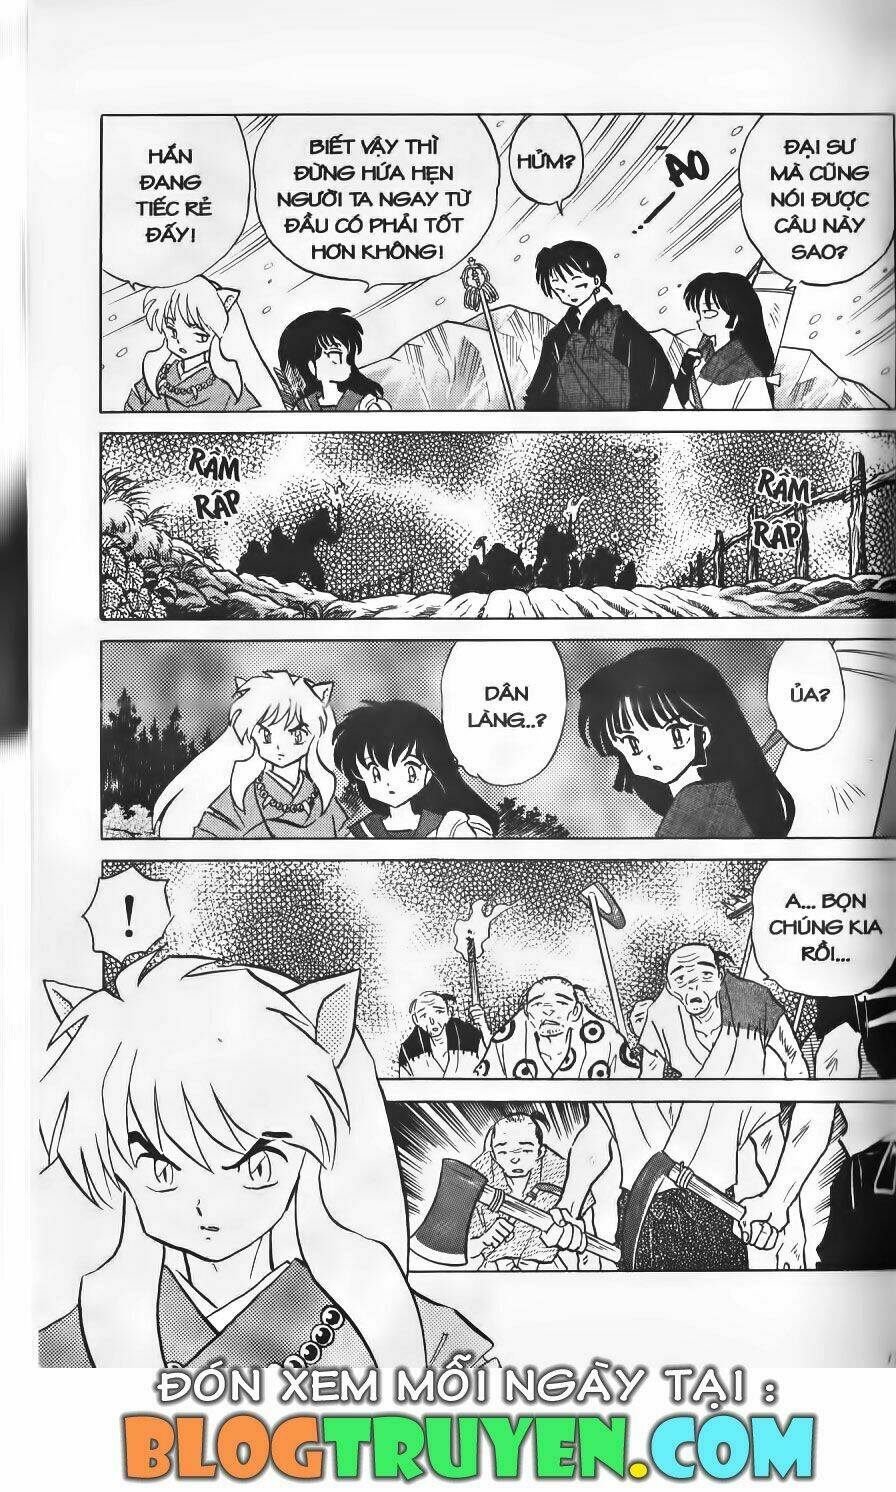 ĐẠI SƯ
MÀ CŨNG
NÓI ĐƯỢC
CÂU NÀY
SAO?
ÀO
HỬM?
BIẾT VẬY THÌ
ĐỪNG HỨA HẸN
NGƯỜI TA NGAY TỪ
ĐẦU CÓ PHẢI TỐT
HƠN KHÔNG!
HẮN
ĐANG
TIẾC RẺ
ĐẤY!
RẦM
RẬP
RẦM
RẬP
ỦA?
DÂN
LÀNG..?
A... BỌN
CHÚNG KIA
RỒI...
!
ĐÓN XEM MỖI NGÀY TẠI :
BLOGTRUYEN.COM